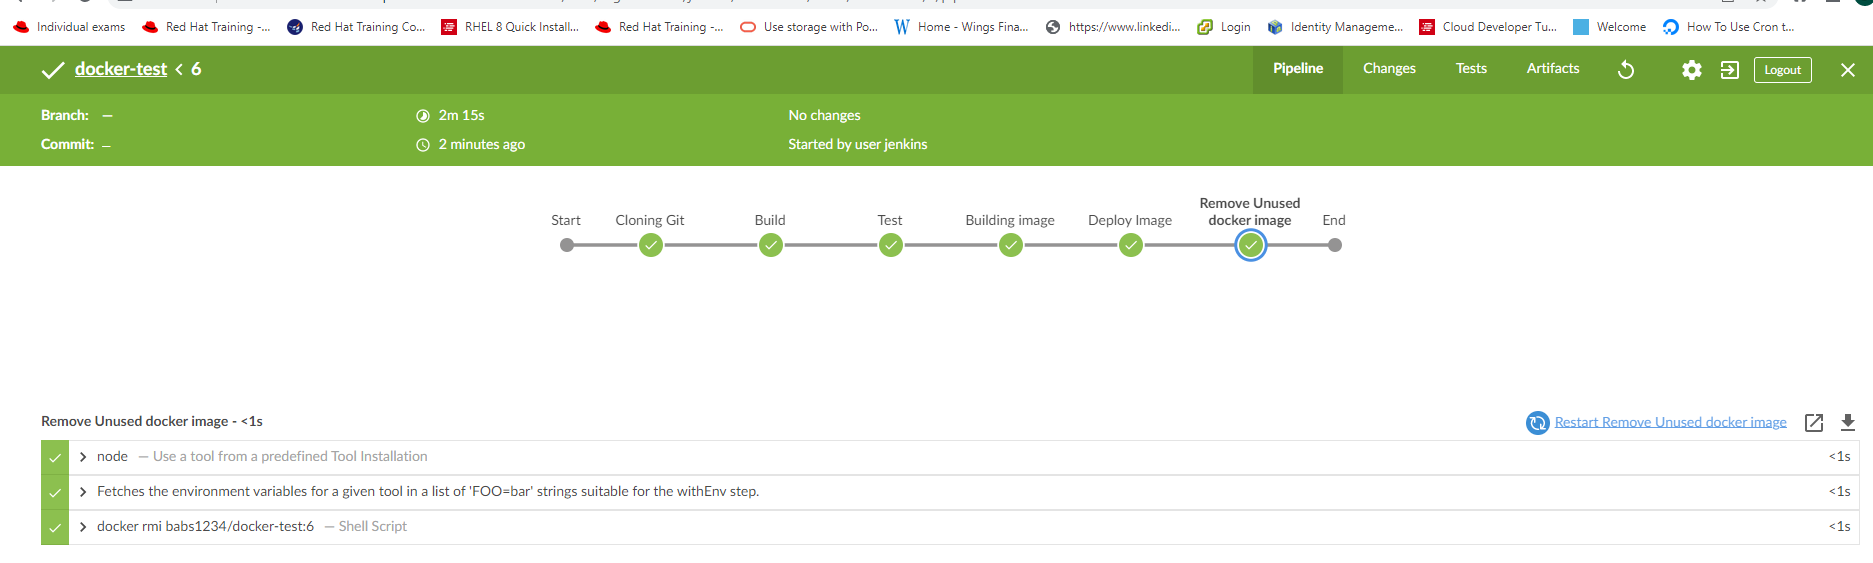 Individual exams Red Hat Training -... Red Hat Training Co... RHEL 8 Quick Install... Red Hat Training -... Use storage with Po... Home - Wings Fina... https://www.linkedi... Login Identity Manageme... Cloud Developer Tu... Welcome How To Use Cron t...
docker-test < 6 Pipeline Changes Tests Artifacts Logout
Branch: — 2m 15s No changes
Commit: — 2 minutes ago Started by user jenkins
Remove Unused
Start Cloning Git Build Test Building image Deploy Image docker image End
Remove Unused docker image - <1s Restart Remove Unused docker image
node — Use a tool from a predefined Tool Installation <1s
Fetches the environment variables for a given tool in a list of 'FOO=bar' strings suitable for the withEnv step. <1s
docker rmi babs1234/docker-test:6 — Shell Script <1s